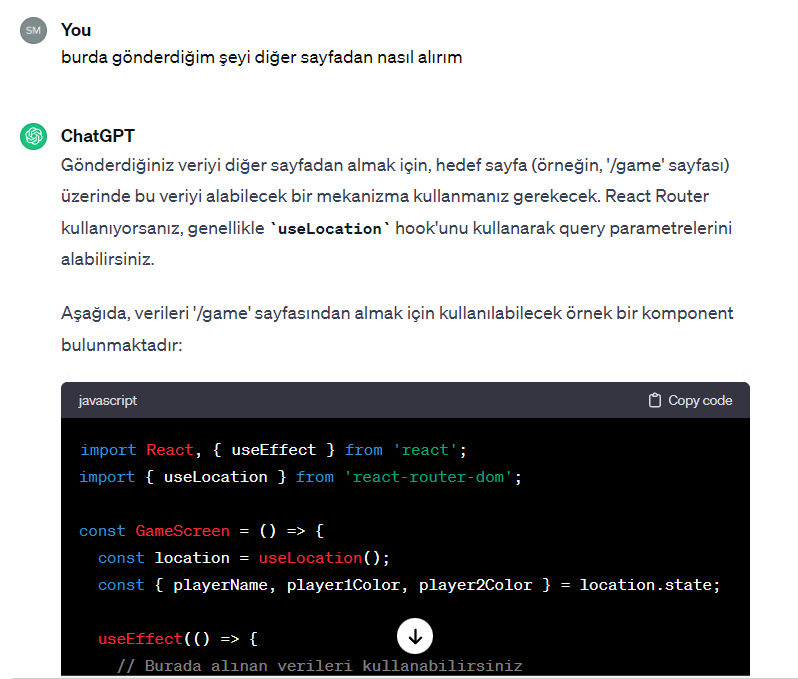 SM
You
burda gönderdiğim şeyi diğer sayfadan nasıl alırım
ChatGPT
Gönderdiğiniz veriyi diğer sayfadan almak için, hedef sayfa (örneğin, '/game' sayfası)
üzerinde bu veriyi alabilecek bir mekanizma kullanmanız gerekecek. React Router
kullanıyorsanız, genellikle `useLocation` hook'unu kullanarak query parametrelerini
alabilirsiniz.
Aşağıda, verileri '/game' sayfasından almak için kullanılabilecek örnek bir komponent
bulunmaktadır:
javascript
Copy code
import React, { useEffect } from 'react';
import { useLocation } from 'react-router-dom';
const GameScreen = () => {
const location = useLocation();
const { playerName, player1Color, player2Color } = location.state;
useEffect(() => {
// Burada alınan verileri kullanabilirsiniz